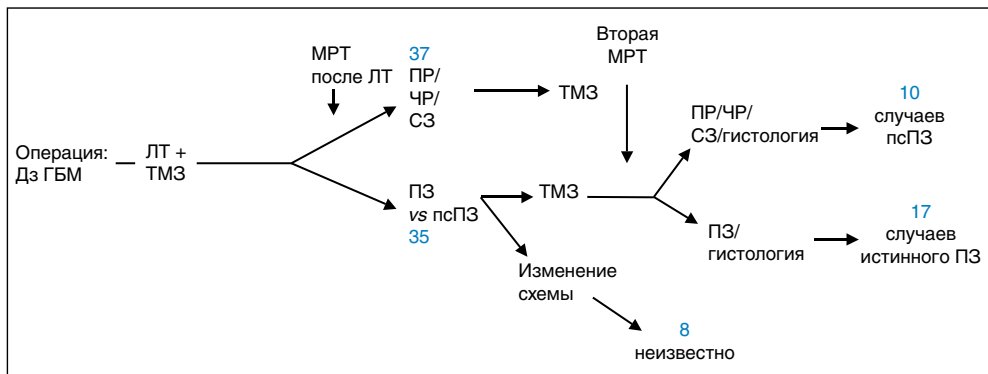 Операция:
Дз ГБМ
ЛТ +
ТМЗ
МРТ
после ЛТ
37
ПР/
ЧР/
СЗ
ПЗ
vs псПЗ
35
ТМЗ
Вторая
МРТ
ТМЗ
Изменение
схемы
8
неизвестно
ПР/ЧР/
СЗ/гистология
10
случаев
псПЗ
ПЗ/
гистология
17
случаев
истинного ПЗ